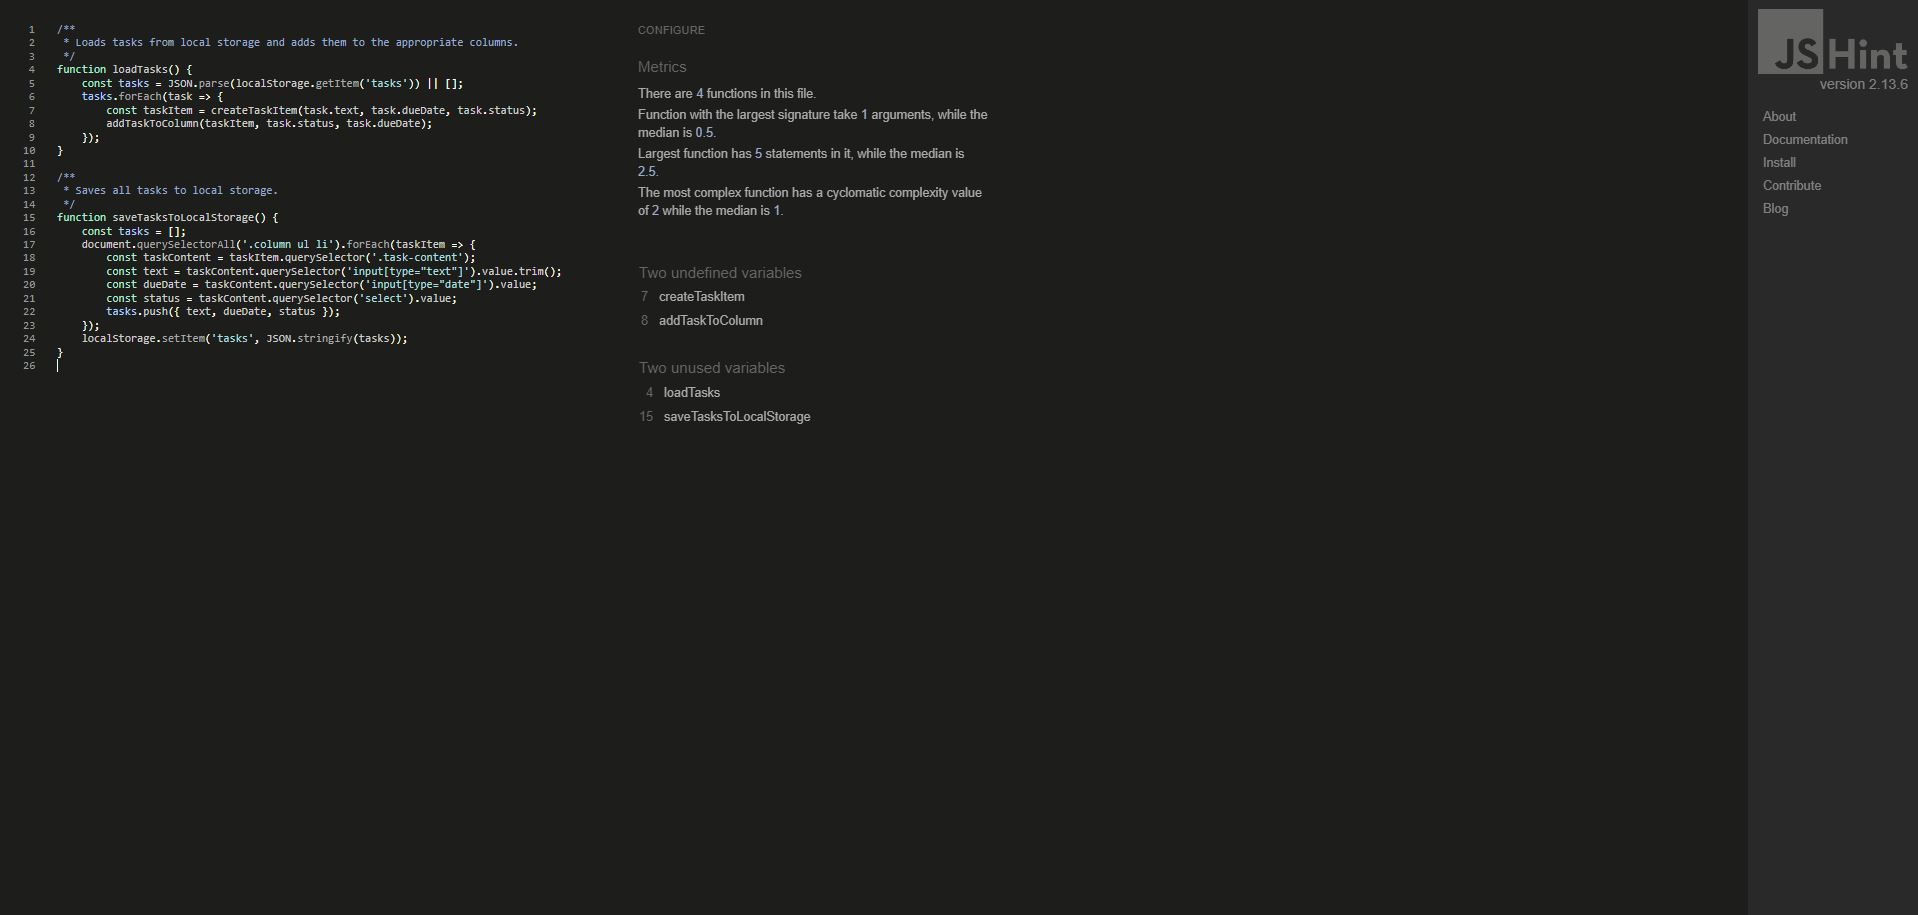 1 /**
2  * Loads tasks from local storage and adds them to the appropriate columns.
3  */
4 function loadTasks() {
5     const tasks = JSON.parse(localStorage.getItem('tasks')) || [];
6     tasks.forEach(task => {
7         const taskItem = createTaskItem(task.text, task.dueDate, task.status);
8         addTaskToColumn(taskItem, task.status, task.dueDate);
9     });
10 }
11
12 /**
13  * Saves all tasks to local storage.
14  */
15 function saveTasksToLocalStorage() {
16     const tasks = [];
17     document.querySelectorAll('.column ul li').forEach(taskItem => {
18         const taskContent = taskItem.querySelector('.task-content');
19         const text = taskContent.querySelector('input[type="text"]').value.trim();
20         const dueDate = taskContent.querySelector('input[type="date"]').value;
21         const status = taskContent.querySelector('select').value;
22         tasks.push({ text, dueDate, status });
23     });
24     localStorage.setItem('tasks', JSON.stringify(tasks));
25 }
26
CONFIGURE
Metrics
There are 4 functions in this file.
Function with the largest signature take 1 arguments, while the
median is 0.5.
Largest function has 5 statements in it, while the median is
2.5.
The most complex function has a cyclomatic complexity value
of 2 while the median is 1.
Two undefined variables
7 createTaskItem
8 addTaskToColumn
Two unused variables
4 loadTasks
15 saveTasksToLocalStorage
JSHint
version 2.13.6
About
Documentation
Install
Contribute
Blog